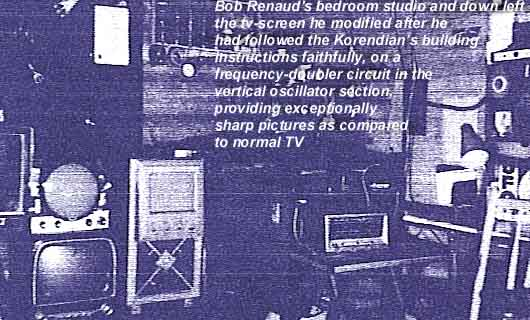 Bob Renaud's bedroom studio and down left
the tv-screen he modified after he
had followed the Korendian's building
instructions faithfully, on a
frequency-doubler circuit in the
vertical oscillator section,
providing exceptionally
sharp pictures as compared
to normal TV